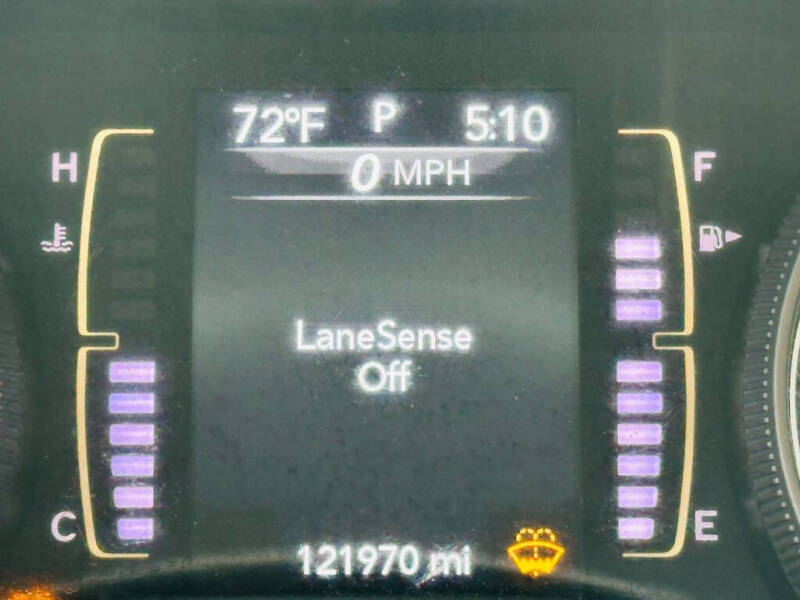 72°F P 5:10
0 MPH
H F
LaneSense
Off
C E
121970 mi